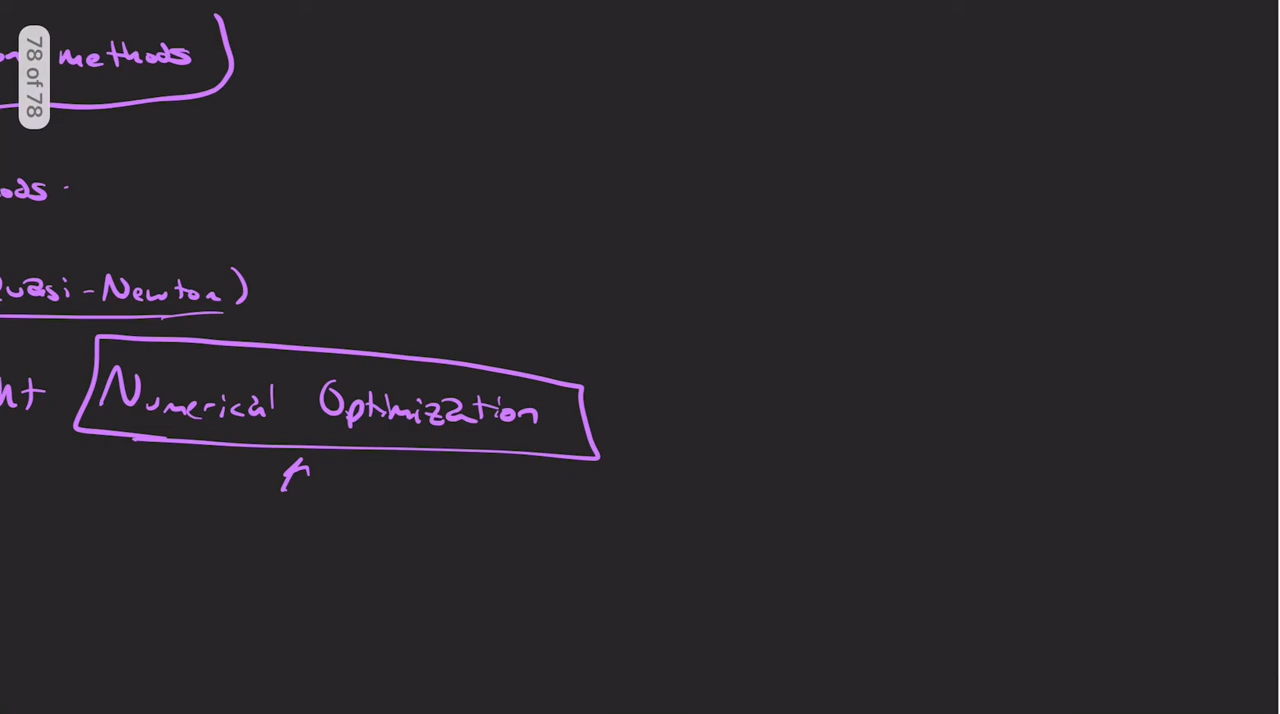 methods
78 of 78
Quasi-Newton)
Numerical Optimization